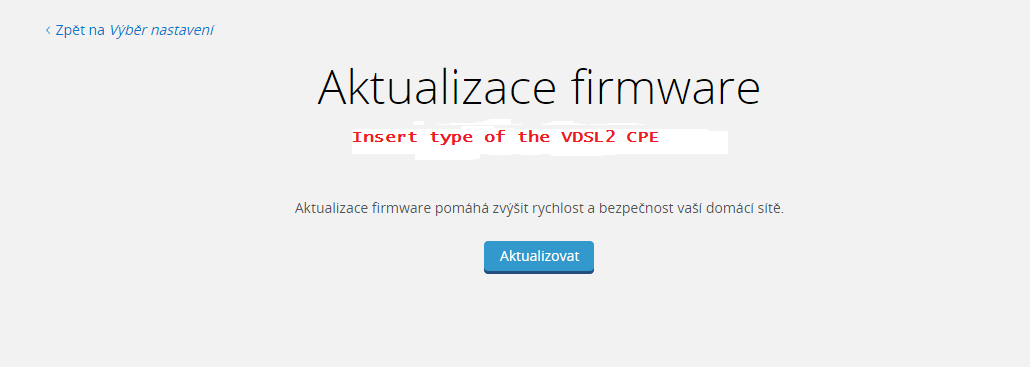 ‹ Zpět na Výběr nastavení
Aktualizace firmware
Insert type of the VDSL2 CPE
Aktualizace firmware pomáhá zvýšit rychlost a bezpečnost vaší domácí sítě.
Aktualizovat